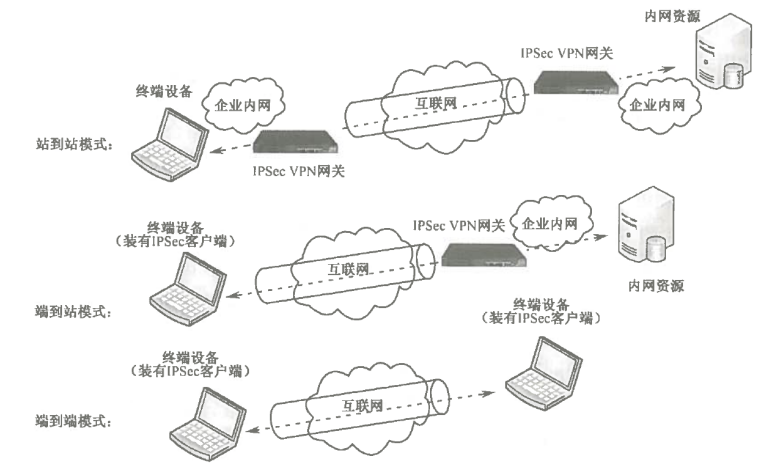 内网资源
IPSec VPN网关
终端设备
企业内网
互联网
企业内网
站到站模式:
IPSec VPN网关
终端设备
(装有IPSec客户端)
IPSec VPN网关
企业内网
互联网
内网资源
端到站模式:
终端设备
(装有IPSec客户端)
终端设备
(装有IPSec客户端)
互联网
端到端模式: